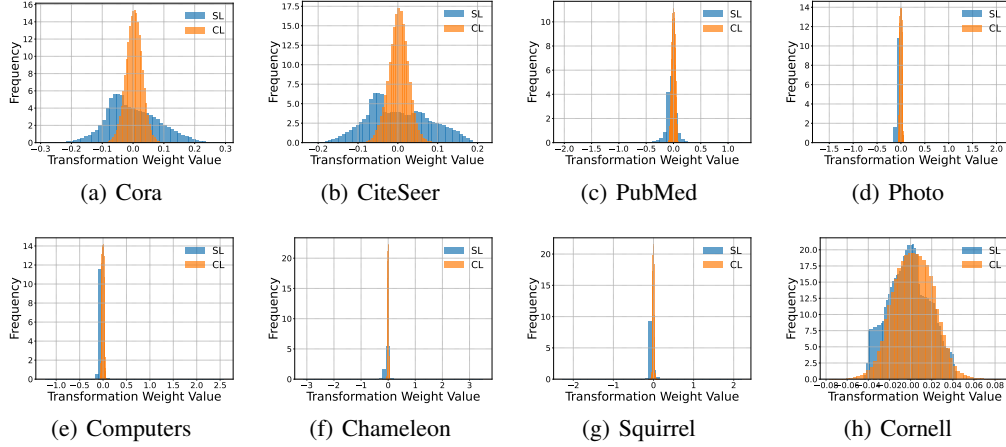 16
14
12
10
8
6
4
2
0
Frequency
SL
CL
−0.3 −0.2 −0.1 0.0 0.1 0.2 0.3
Transformation Weight Value
(a) Cora
17.5
15.0
12.5
10.0
7.5
5.0
2.5
0.0
Frequency
SL
CL
−0.2 −0.1 0.0 0.1 0.2
Transformation Weight Value
(b) CiteSeer
10
8
6
4
2
0
Frequency
SL
CL
−1.0 −0.5 0.0 0.5 1.0
Transformation Weight Value
(c) PubMed
14
12
10
8
6
4
2
0
Frequency
SL
CL
−1.5 −1.0 −0.5 0.0 0.5 1.0 1.5 2.0
Transformation Weight Value
(d) Photo
14
12
10
8
6
4
2
0
Frequency
SL
CL
−1.0 −0.5 0.0 0.5 1.0 1.5 2.0 2.5
Transformation Weight Value
(e) Computers
20
15
10
5
0
Frequency
SL
CL
−3 −2 −1 0 1 2 3
Transformation Weight Value
(f) Chameleon
20
15
10
5
0
Frequency
SL
CL
−2 −1 0 1 2
Transformation Weight Value
(g) Squirrel
20.0
17.5
15.0
12.5
10.0
7.5
5.0
2.5
0.0
Frequency
SL
CL
−0.08 −0.06 −0.04 −0.02 0.00 0.02 0.04 0.06 0.08
Transformation Weight Value
(h) Cornell